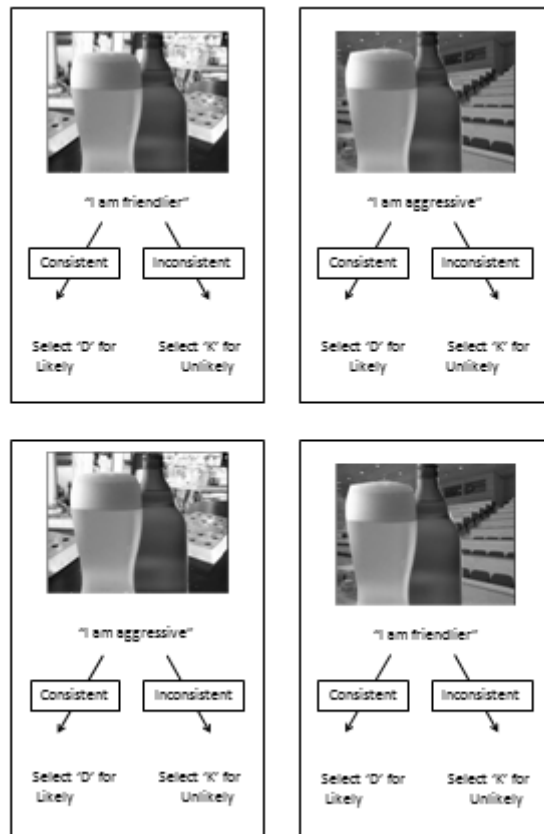 "I am friendlier"
Consistent
Inconsistent
Select "D" for
Likely
Select "K" for
Unlikely
"I am aggressive"
Consistent
Inconsistent
Select "D" for
Likely
Select "K" for
Unlikely
"I am aggressive"
Consistent
Inconsistent
Select "D" for
Likely
Select "K" for
Unlikely
"I am friendlier"
Consistent
Inconsistent
Select "D" for
Likely
Select "K" for
Unlikely